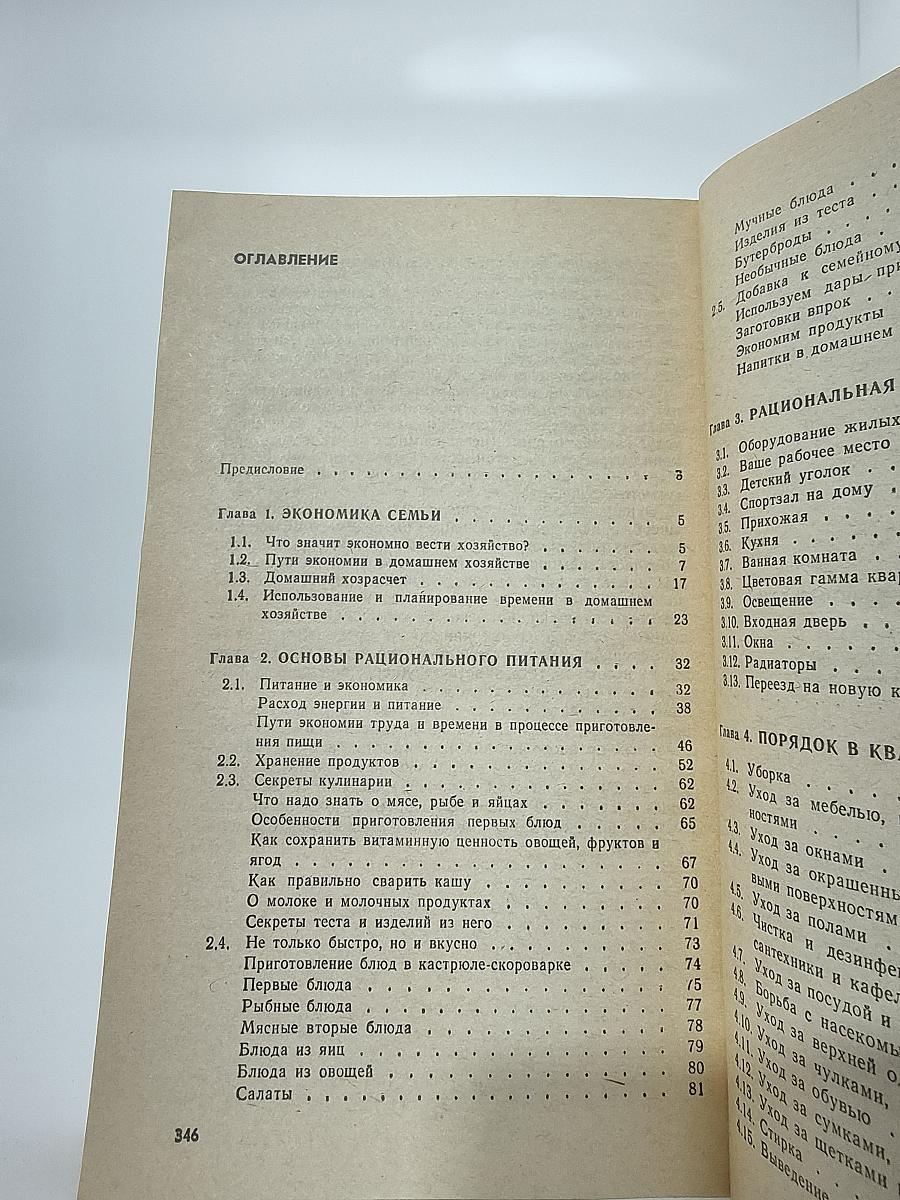 ОГЛАВЛЕНИЕ
Предисловие . . . . . . . . . . . . . . . . . 3
Глава 1. ЭКОНОМИКА СЕМЬИ . . . . . . . . . . . 5
1.1. Что значит экономно вести хозяйство? . . . . . . . 5
1.2. Пути экономии в домашнем хозяйстве . . . . . . . 7
1.3. Домашний хозрасчет . . . . . . . . . . . . . 17
1.4. Использование и планирование времени в домашнем
хозяйстве . . . . . . . . . . . . . . . . . 23
Глава 2. ОСНОВЫ РАЦИОНАЛЬНОГО ПИТАНИЯ . . . . 32
2.1. Питание и экономика . . . . . . . . . . . . . 32
Расход энергии и питание . . . . . . . . . . . 38
Пути экономии труда и времени в процессе приготовле-
ния пищи . . . . . . . . . . . . . . . . . 46
2.2. Хранение продуктов . . . . . . . . . . . . . 52
2.3. Секреты кулинарии . . . . . . . . . . . . . . 62
Что надо знать о мясе, рыбе и яйцах . . . . . . . 62
Особенности приготовления первых блюд . . . . . 65
Как сохранить витаминную ценность овощей, фруктов и
ягод . . . . . . . . . . . . . . . . . . . 67
Как правильно сварить кашу . . . . . . . . . . 70
О молоке и молочных продуктах . . . . . . . . . 70
Секреты теста и изделий из него . . . . . . . . . 71
2.4. Не только быстро, но и вкусно . . . . . . . . . 73
Приготовление блюд в кастрюле-скороварке . . . . . 74
Первые блюда . . . . . . . . . . . . . . . . 75
Рыбные блюда . . . . . . . . . . . . . . . . 77
Мясные вторые блюда . . . . . . . . . . . . . 78
Блюда из яиц . . . . . . . . . . . . . . . . 79
Блюда из овощей . . . . . . . . . . . . . . . 80
Салаты . . . . . . . . . . . . . . . . . . . 81
346
Мучные блюда . .
Изделия из теста . .
Бутерброды . . . .
Необычные блюда .
2.5. Добавка к семейному
Используем дары
Заготовки впрок . .
Экономим продукты
Напитки в домашнем
Глава 3. РАЦИОНАЛЬНАЯ
3.1. Оборудование жилых
3.2. Ваше рабочее место
3.3. Детский уголок . .
3.4. Спортзал на дому .
3.5. Прихожая . . . .
3.6. Кухня . . . . .
3.7. Ванная комната .
3.8. Цветовая гамма
3.9. Освещение . . . .
3.10. Входная дверь . .
3.11. Окна . . . . .
3.12. Радиаторы . . . .
3.13. Переезд на новую
Глава 4. ПОРЯДОК В
4.1. Уборка . . . . .
4.2. Уход за мебелью,
ностями . . . .
4.3. Уход за окнами .
4.4. Уход за
выми поверхностям
4.5. Уход за полами .
4.6. Чистка и
сантехники и
4.7. Уход за посудой и
4.8. Борьба с
4.9. Уход за верхней
4.10. Уход за чулками,
4.11. Уход за обувью .
4.12. Уход за сумками,
4.13. Уход за щетками
4.14. Стирка . .
4.15. Выведение